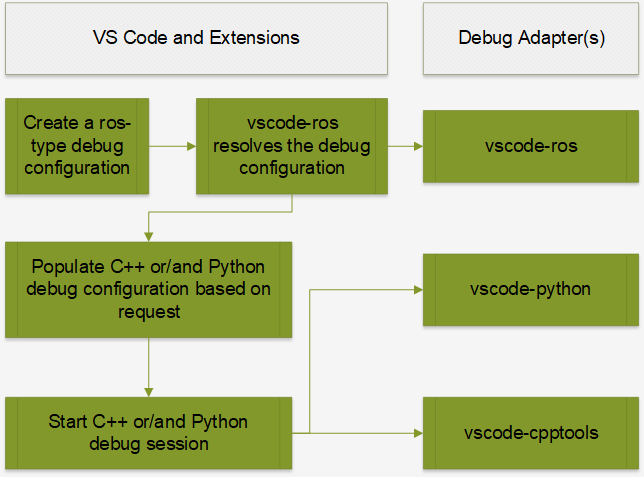 VS Code and Extensions
Debug Adapter(s)
Create a ros-
type debug
configuration
vscode-ros
resolves the debug
configuration
vscode-ros
Populate C++ or/and Python
debug configuration based on
request
vscode-python
Start C++ or/and Python
debug session
vscode-cpptools